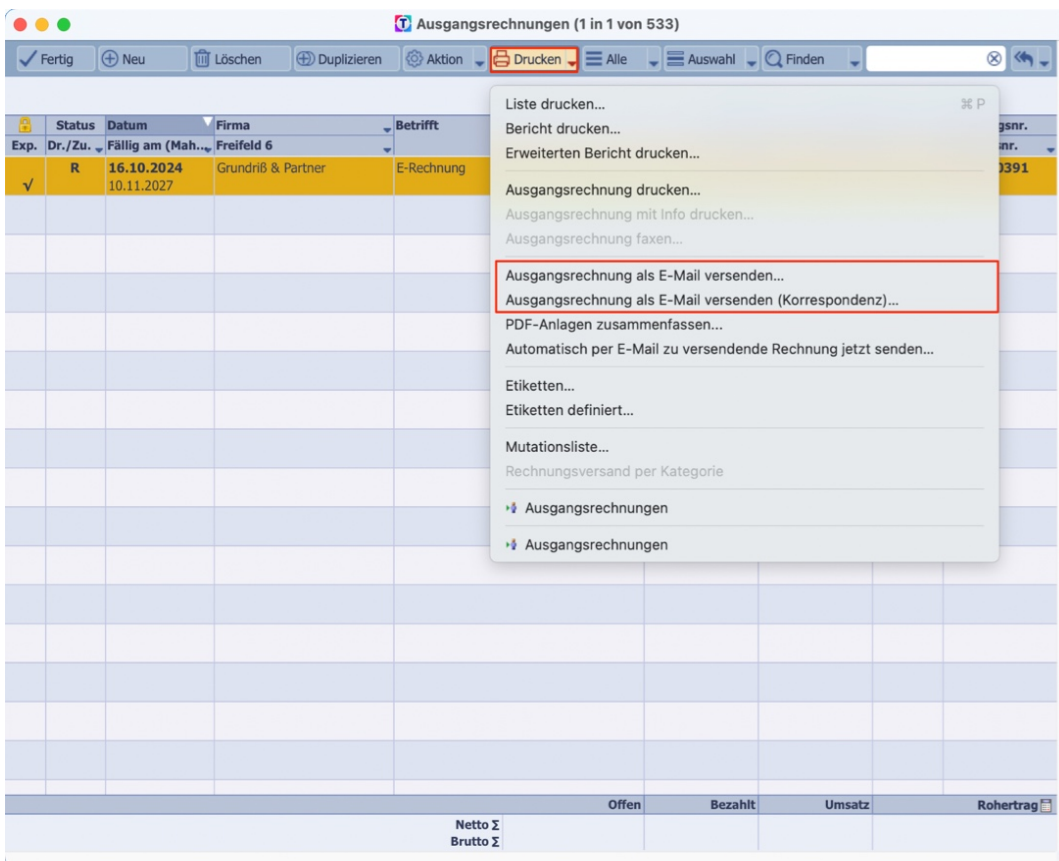 Ausgangsrechnungen (1 in 1 von 533)
Fertig Neu Löschen Duplizieren Aktion Drucken Alle Auswahl Finden
Liste drucken... ⌘ P
Bericht drucken...
Erweiterten Bericht drucken...
Ausgangsrechnung drucken...
Ausgangsrechnung mit Info drucken...
Ausgangsrechnung faxen...
Ausgangsrechnung als E-Mail versenden...
Ausgangsrechnung als E-Mail versenden (Korrespondenz)...
PDF-Anlagen zusammenfassen...
Automatisch per E-Mail zu versendende Rechnung jetzt senden...
Etiketten...
Etiketten definiert...
Mutationsliste...
Rechnungsversand per Kategorie
Ausgangsrechnungen
Ausgangsrechnungen
Status Datum Firma Betrifft gsnr.
Exp. Dr./Zu. Fällig am (Mah... Freifeld 6 nr.
R 16.10.2024 Grundriß & Partner E-Rechnung 0391
√ 10.11.2027
Offen Bezahlt Umsatz Rohertrag
Netto Σ
Brutto Σ